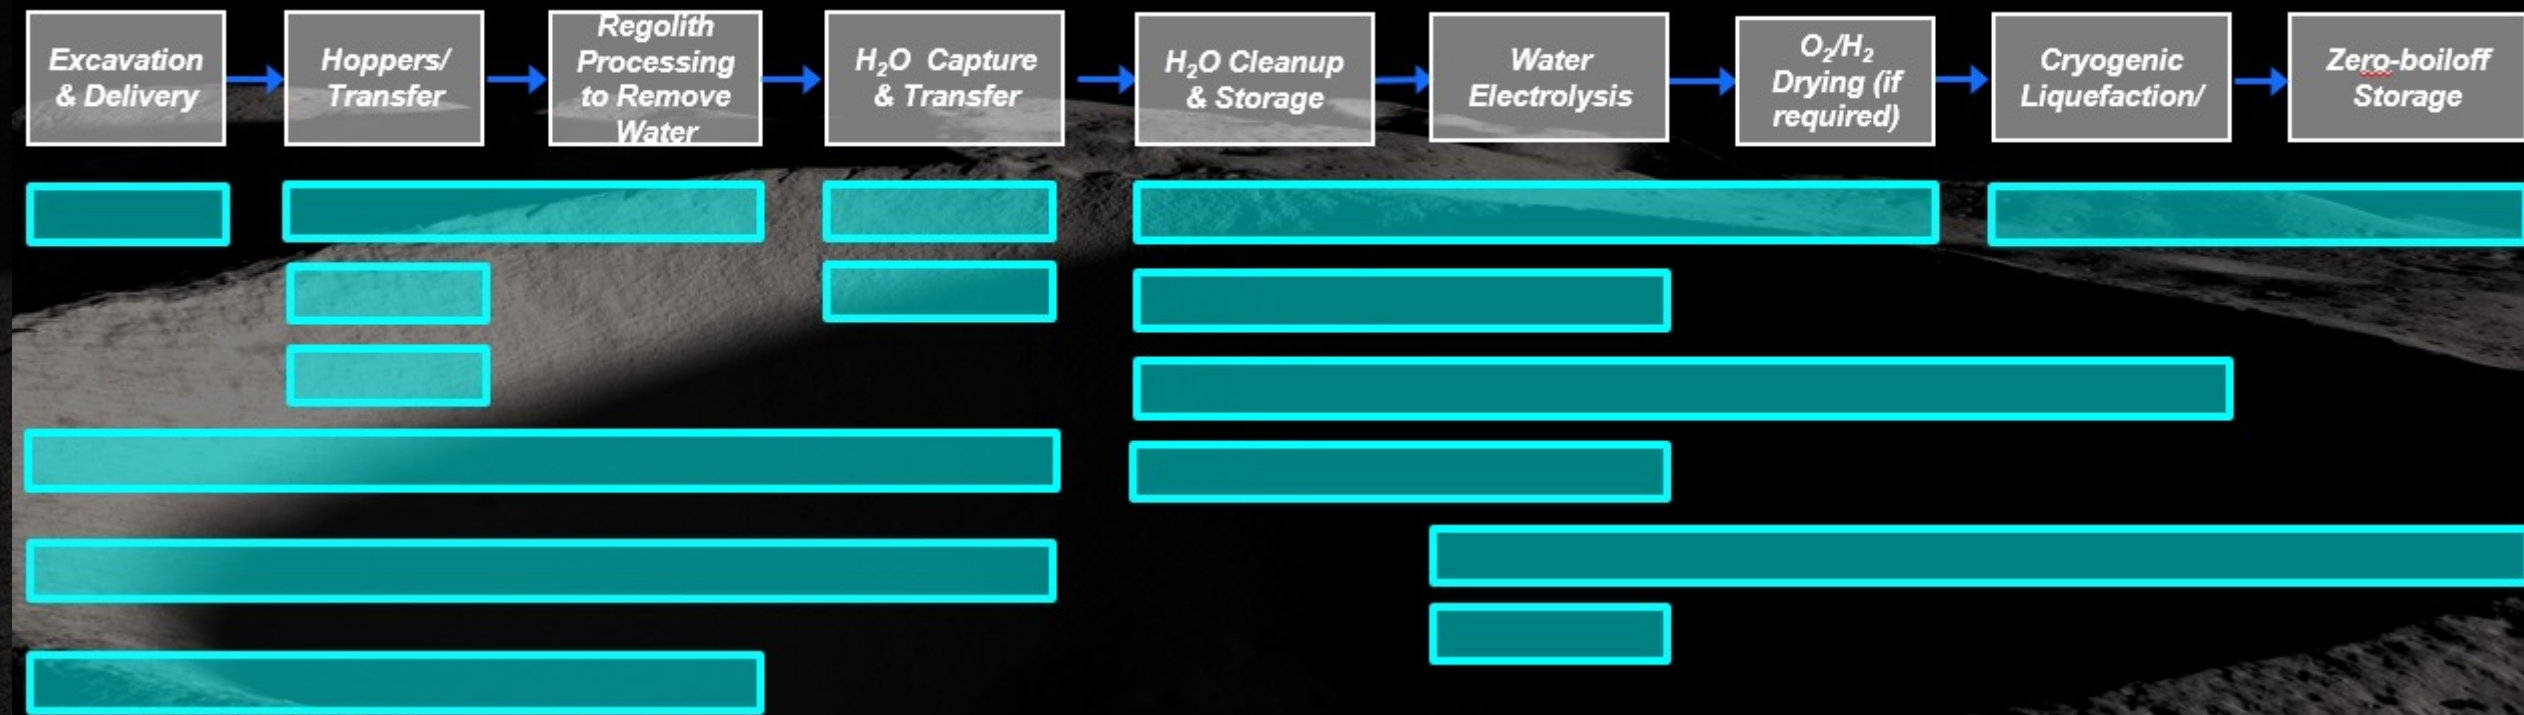 Excavation
& Delivery
Hoppers/
Transfer
Regolith
Processing
to Remove
Water
H₂O Capture
& Transfer
H₂O Cleanup
& Storage
Water
Electrolysis
O₂/H₂
Drying (if
required)
Cryogenic
Liquefaction/
Zero-boiloff
Storage